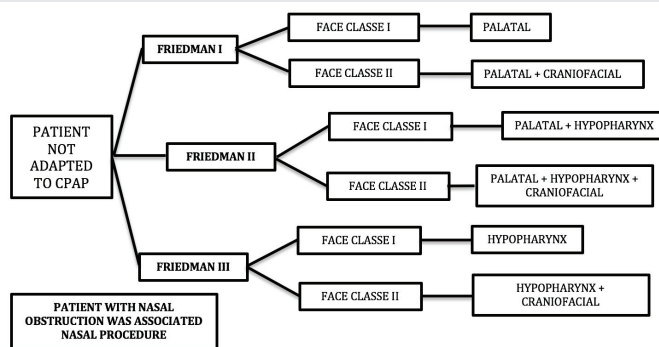 PATIENT
NOT
ADAPTED
TO CPAP
FRIEDMAN I
FACE CLASSE I
PALATAL
FACE CLASSE II
PALATAL + CRANIOFACIAL
FRIEDMAN II
FACE CLASSE I
PALATAL + HYPOPHARYNX
FACE CLASSE II
PALATAL + HYPOPHARYNX +
CRANIOFACIAL
FRIEDMAN III
FACE CLASSE I
HYPOPHARYNX
FACE CLASSE II
HYPOPHARYNX +
CRANIOFACIAL
PATIENT WITH NASAL
OBSTRUCTION WAS ASSOCIATED
NASAL PROCEDURE